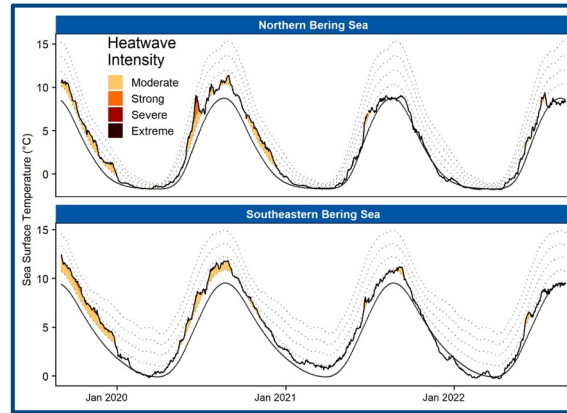 Northern Bering Sea
Heatwave
Intensity
Moderate
Strong
Severe
Extreme
15
10
5
0
Sea Surface Temperature (°C)
Southeastern Bering Sea
15
10
5
0
Jan 2020
Jan 2021
Jan 2022